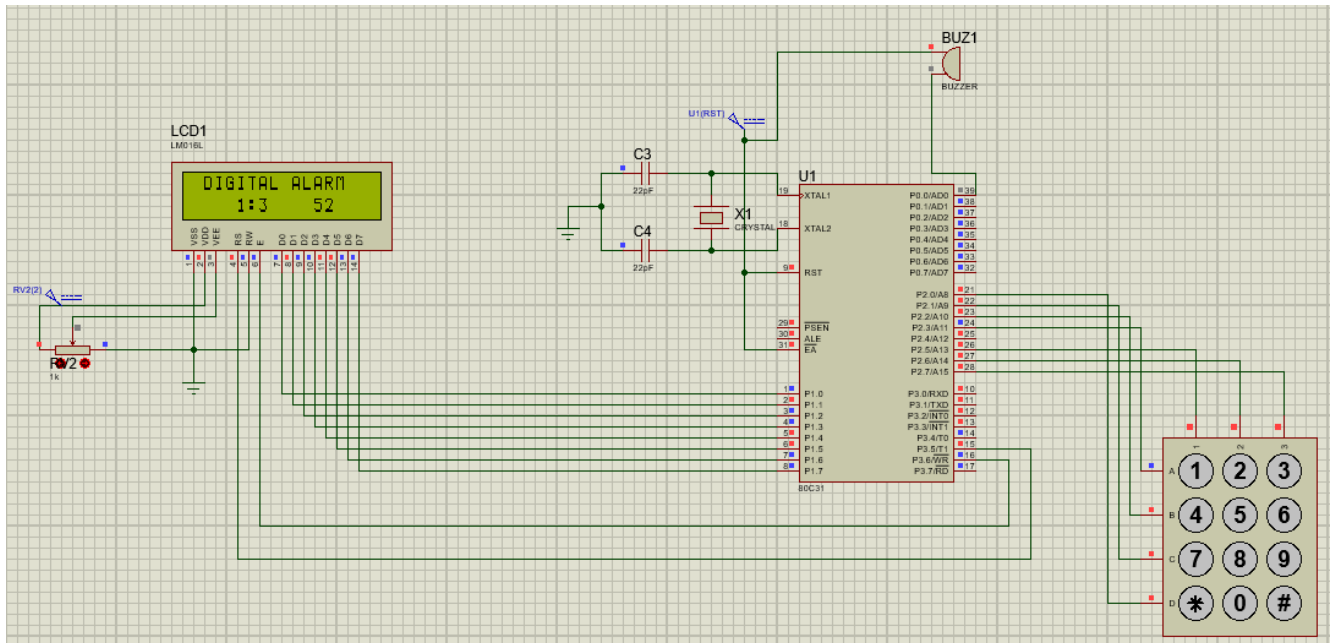 BUZ1
BUZZER
U1(RST)
LCD1
LM016L
DIGITAL ALARM
1:3 52
VSS
VDD
VEE
RS
RW
E
D0
D1
D2
D3
D4
D5
D6
D7
1
2
3
4
5
6
7
8
9
10
11
12
13
14
RV2(2)
RV2
1k
C3
22pF
C4
22pF
X1
CRYSTAL
U1
19 XTAL1
18 XTAL2
9 RST
29 PSEN
30 ALE
31 EA
1 P1.0
2 P1.1
3 P1.2
4 P1.3
5 P1.4
6 P1.5
7 P1.6
8 P1.7
P0.0/AD0 39
P0.1/AD1 38
P0.2/AD2 37
P0.3/AD3 36
P0.4/AD4 35
P0.5/AD5 34
P0.6/AD6 33
P0.7/AD7 32
P2.0/A8 21
P2.1/A9 22
P2.2/A10 23
P2.3/A11 24
P2.4/A12 25
P2.5/A13 26
P2.6/A14 27
P2.7/A15 28
P3.0/RXD 10
P3.1/TXD 11
P3.2/INT0 12
P3.3/INT1 13
P3.4/T0 14
P3.5/T1 15
P3.6/WR 16
P3.7/RD 17
80C31
1 2 3
A 1 2 3
B 4 5 6
C 7 8 9
D * 0 #